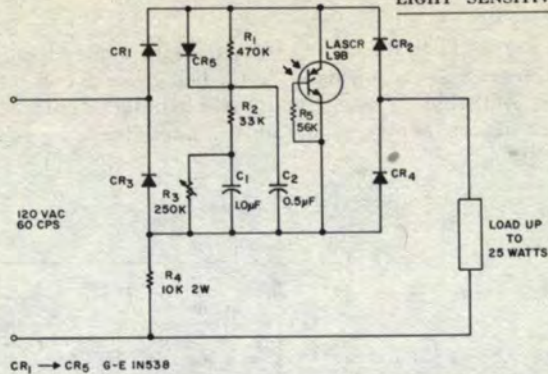 LIGHT SENSITIV
CR1
CR5
R1
470K
LASCR
L9B
CR2
R2
33K
R5
56K
CR3
R3
250K
C1
1.0µF
C2
0.5µF
CR4
120 VAC
60 CPS
LOAD UP
TO
25 WATTS
R4
10K 2W
CR1 → CR5 G-E IN538